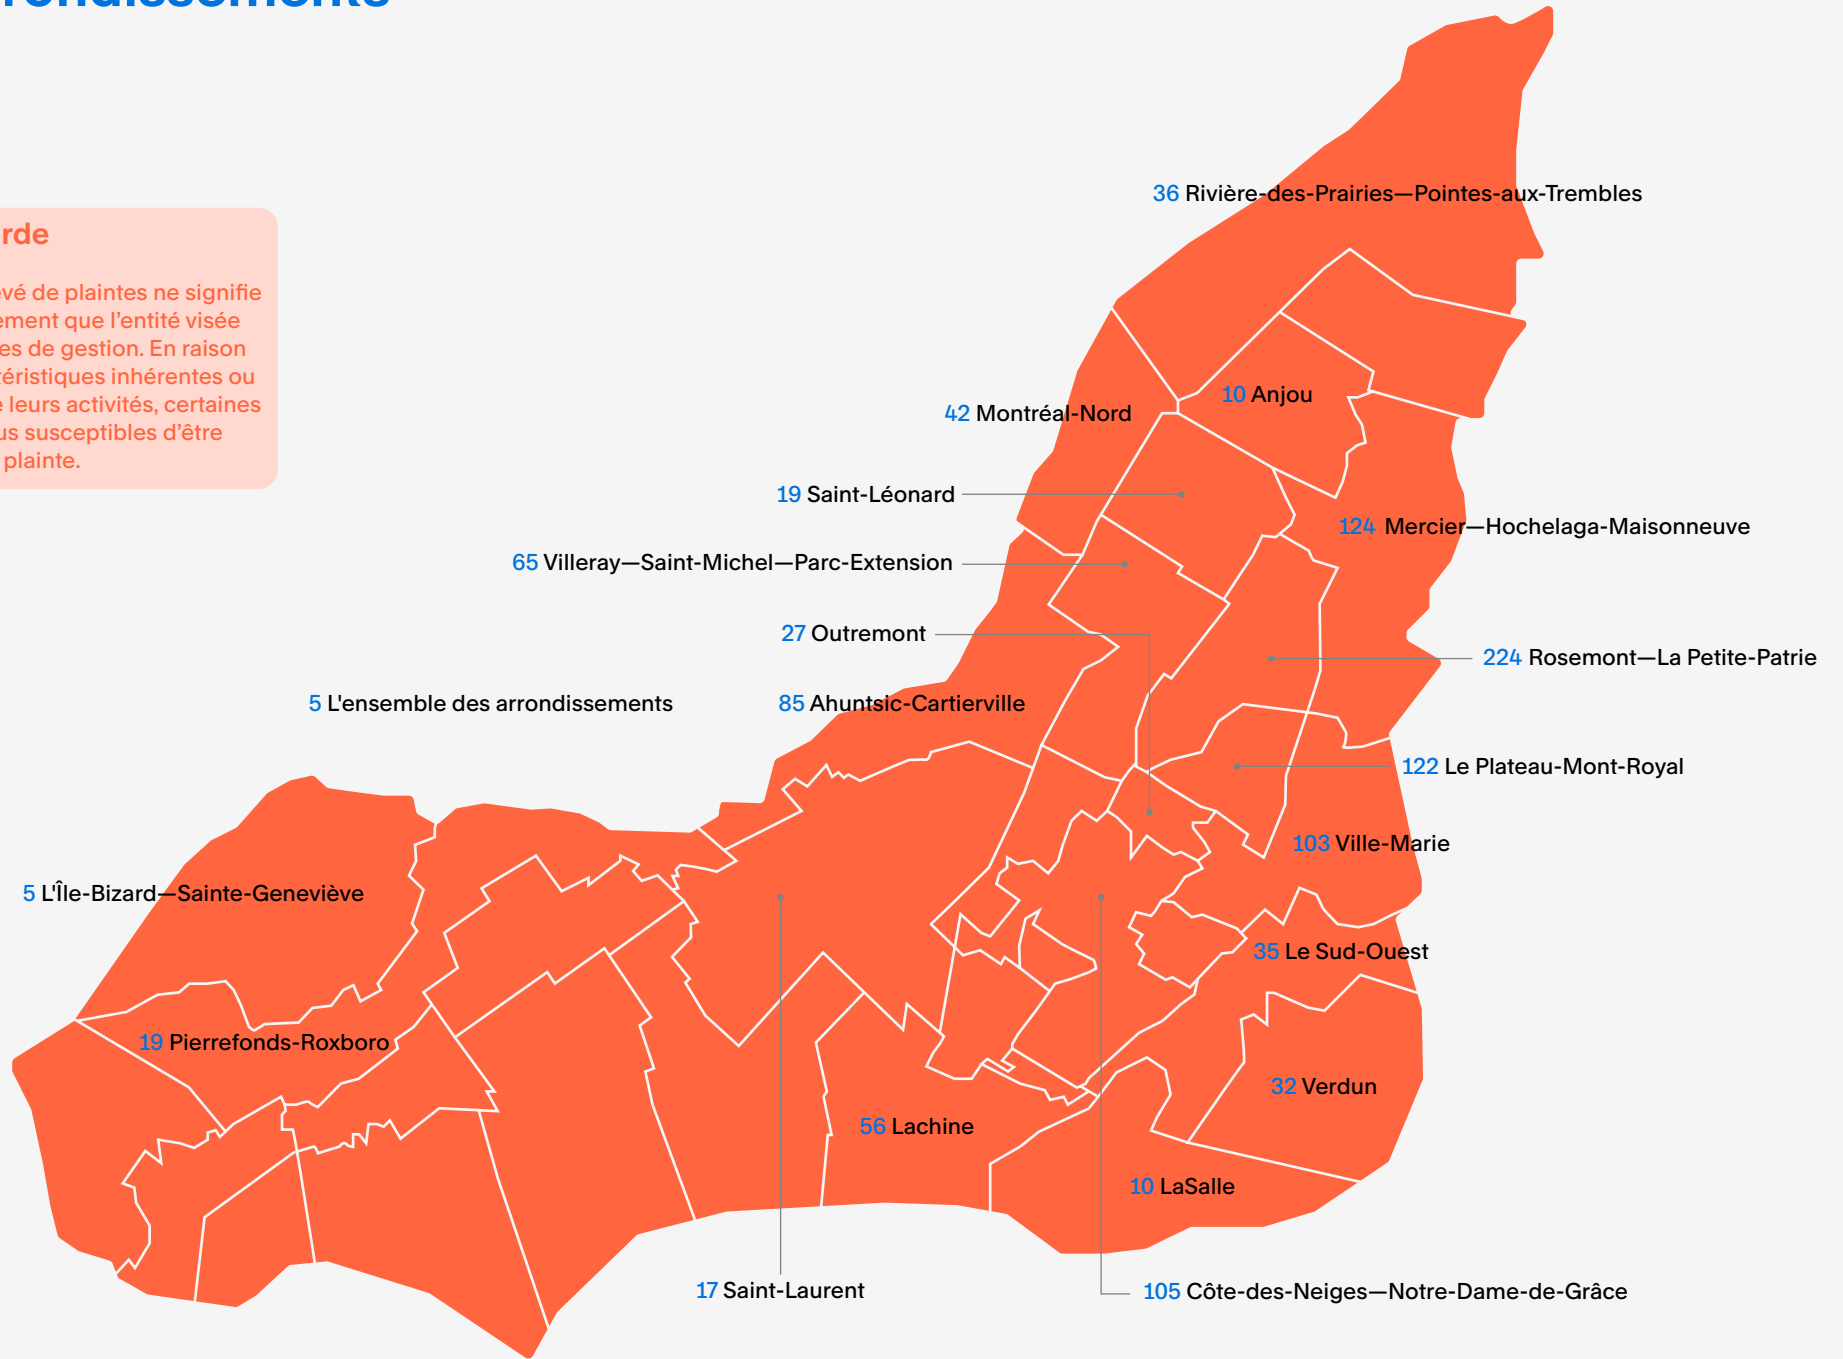 36 Rivière-des-Prairies—Pointes-aux-Trembles
rde
de plaintes ne signifie
que l’entité visée
es de gestion. En raison
inhérentes ou
leurs activités, certaines
susceptibles d’être
plainte.
10 Anjou
42 Montréal-Nord
19 Saint-Léonard
124 Mercier—Hochelaga-Maisonneuve
65 Villeray—Saint-Michel—Parc-Extension
27 Outremont
224 Rosemont—La Petite-Patrie
5 L'ensemble des arrondissements
85 Ahuntsic-Cartierville
122 Le Plateau-Mont-Royal
103 Ville-Marie
5 L'Île-Bizard—Sainte-Geneviève
35 Le Sud-Ouest
19 Pierrefonds-Roxboro
32 Verdun
56 Lachine
10 LaSalle
17 Saint-Laurent
105 Côte-des-Neiges—Notre-Dame-de-Grâce